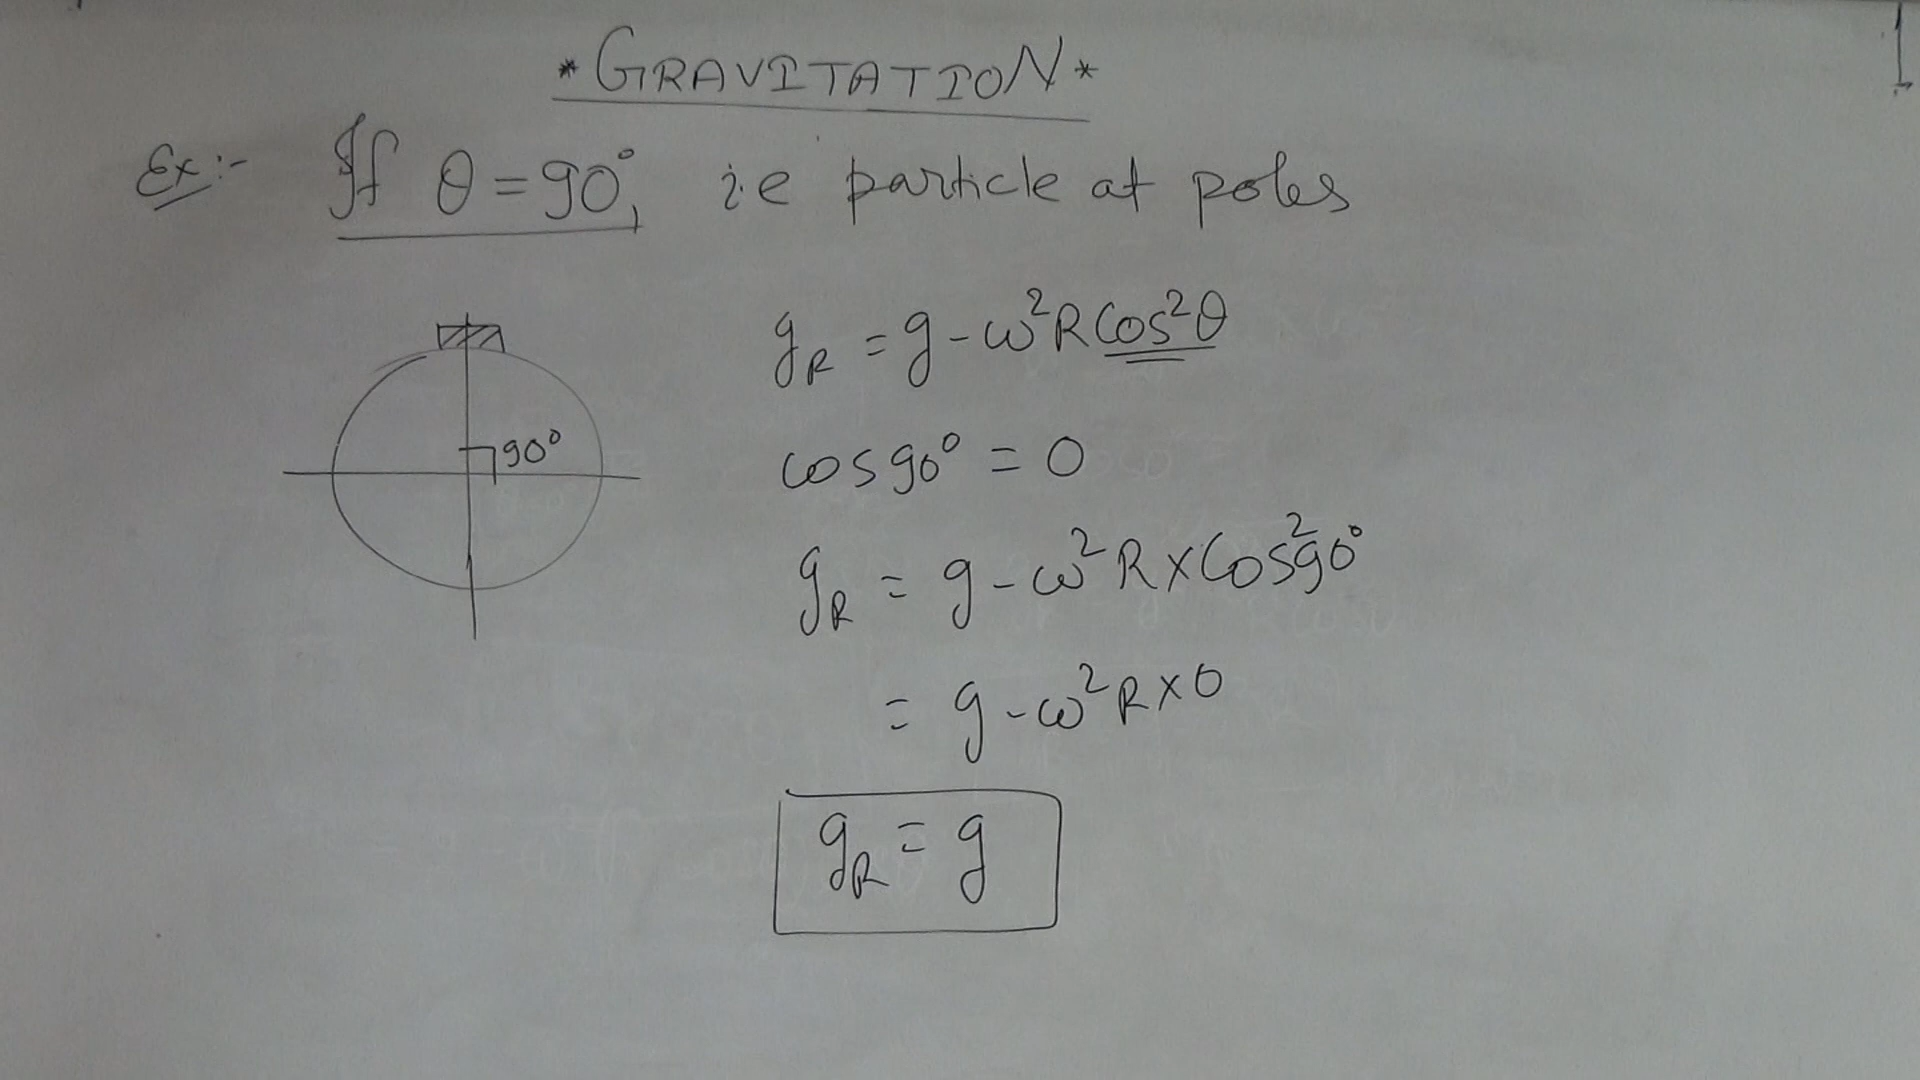 *GRAVITATION*
Ex:- If θ = 90°, i.e particle at poles
g_R = g - ω²R cos²θ
90°
cos 90° = 0
g_R = g - ω²R × cos²90°
= g - ω²R × 0
g_R = g